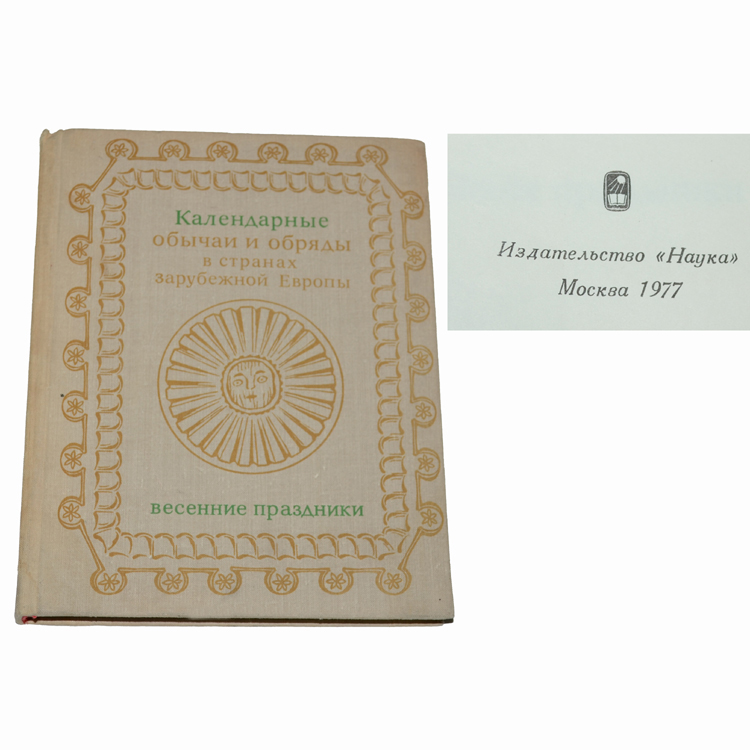 Календарные
обычаи и обряды
в странах
зарубежной Европы
весенние праздники
Издательство «Наука»
Москва 1977